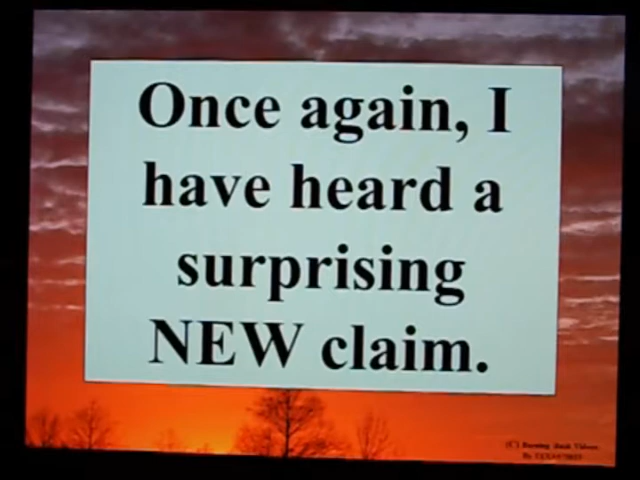 Once again, I
have heard a
surprising
NEW claim.